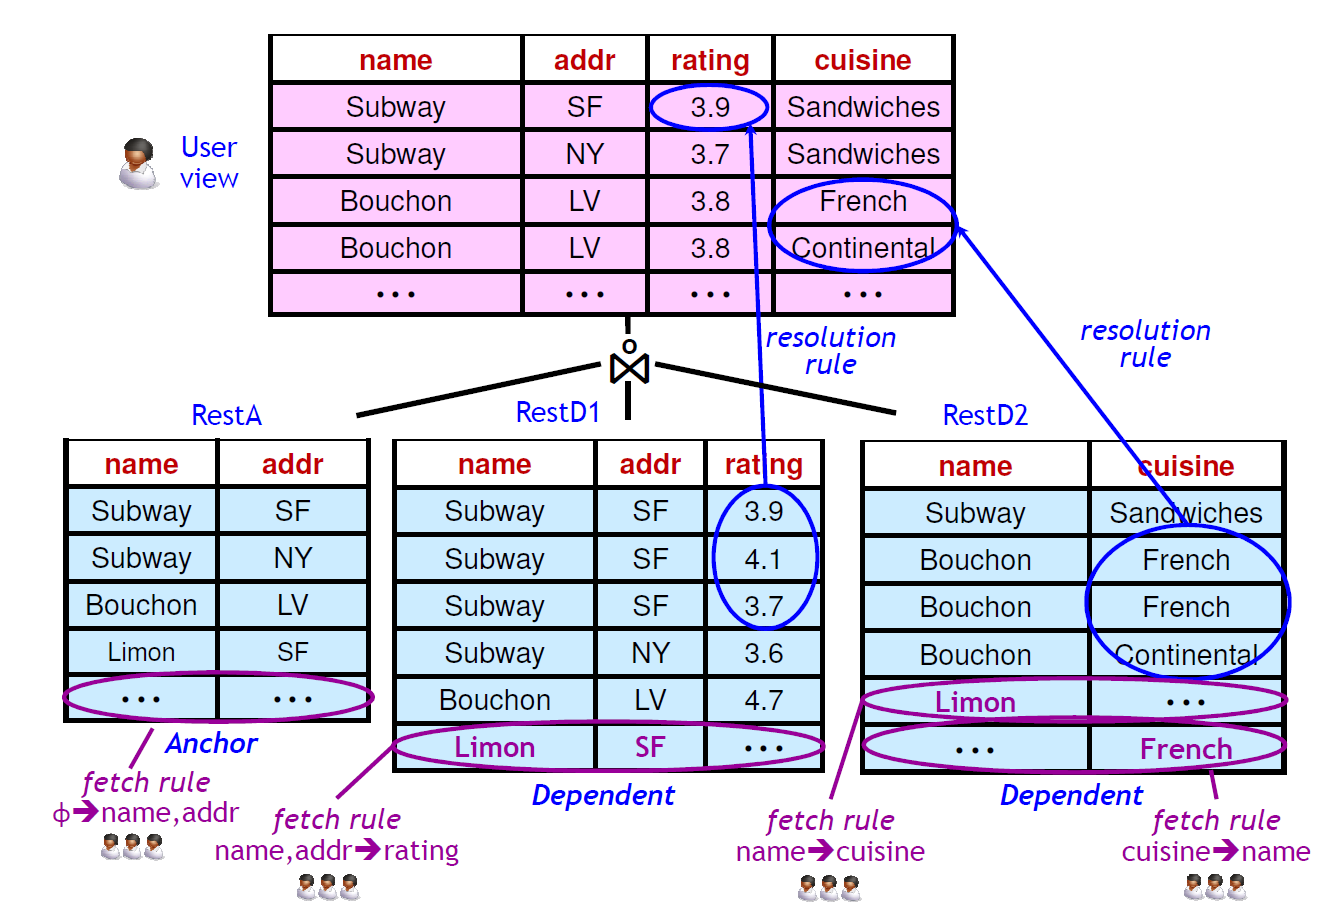 name addr rating cuisine
Subway SF 3.9 Sandwiches
Subway NY 3.7 Sandwiches
Bouchon LV 3.8 French
Bouchon LV 3.8 Continental
... ... ... ...
User
view
resolution
rule
resolution
rule
o
⋈
RestA
name addr
Subway SF
Subway NY
Bouchon LV
Limon SF
... ...
Anchor
fetch rule
ϕ➔name,addr
RestD1
name addr rating
Subway SF 3.9
Subway SF 4.1
Subway SF 3.7
Subway NY 3.6
Bouchon LV 4.7
Limon SF ...
Dependent
fetch rule
name,addr➔rating
RestD2
name cuisine
Subway Sandwiches
Bouchon French
Bouchon French
Bouchon Continental
Limon ...
... French
Dependent
fetch rule
name➔cuisine
fetch rule
cuisine➔name